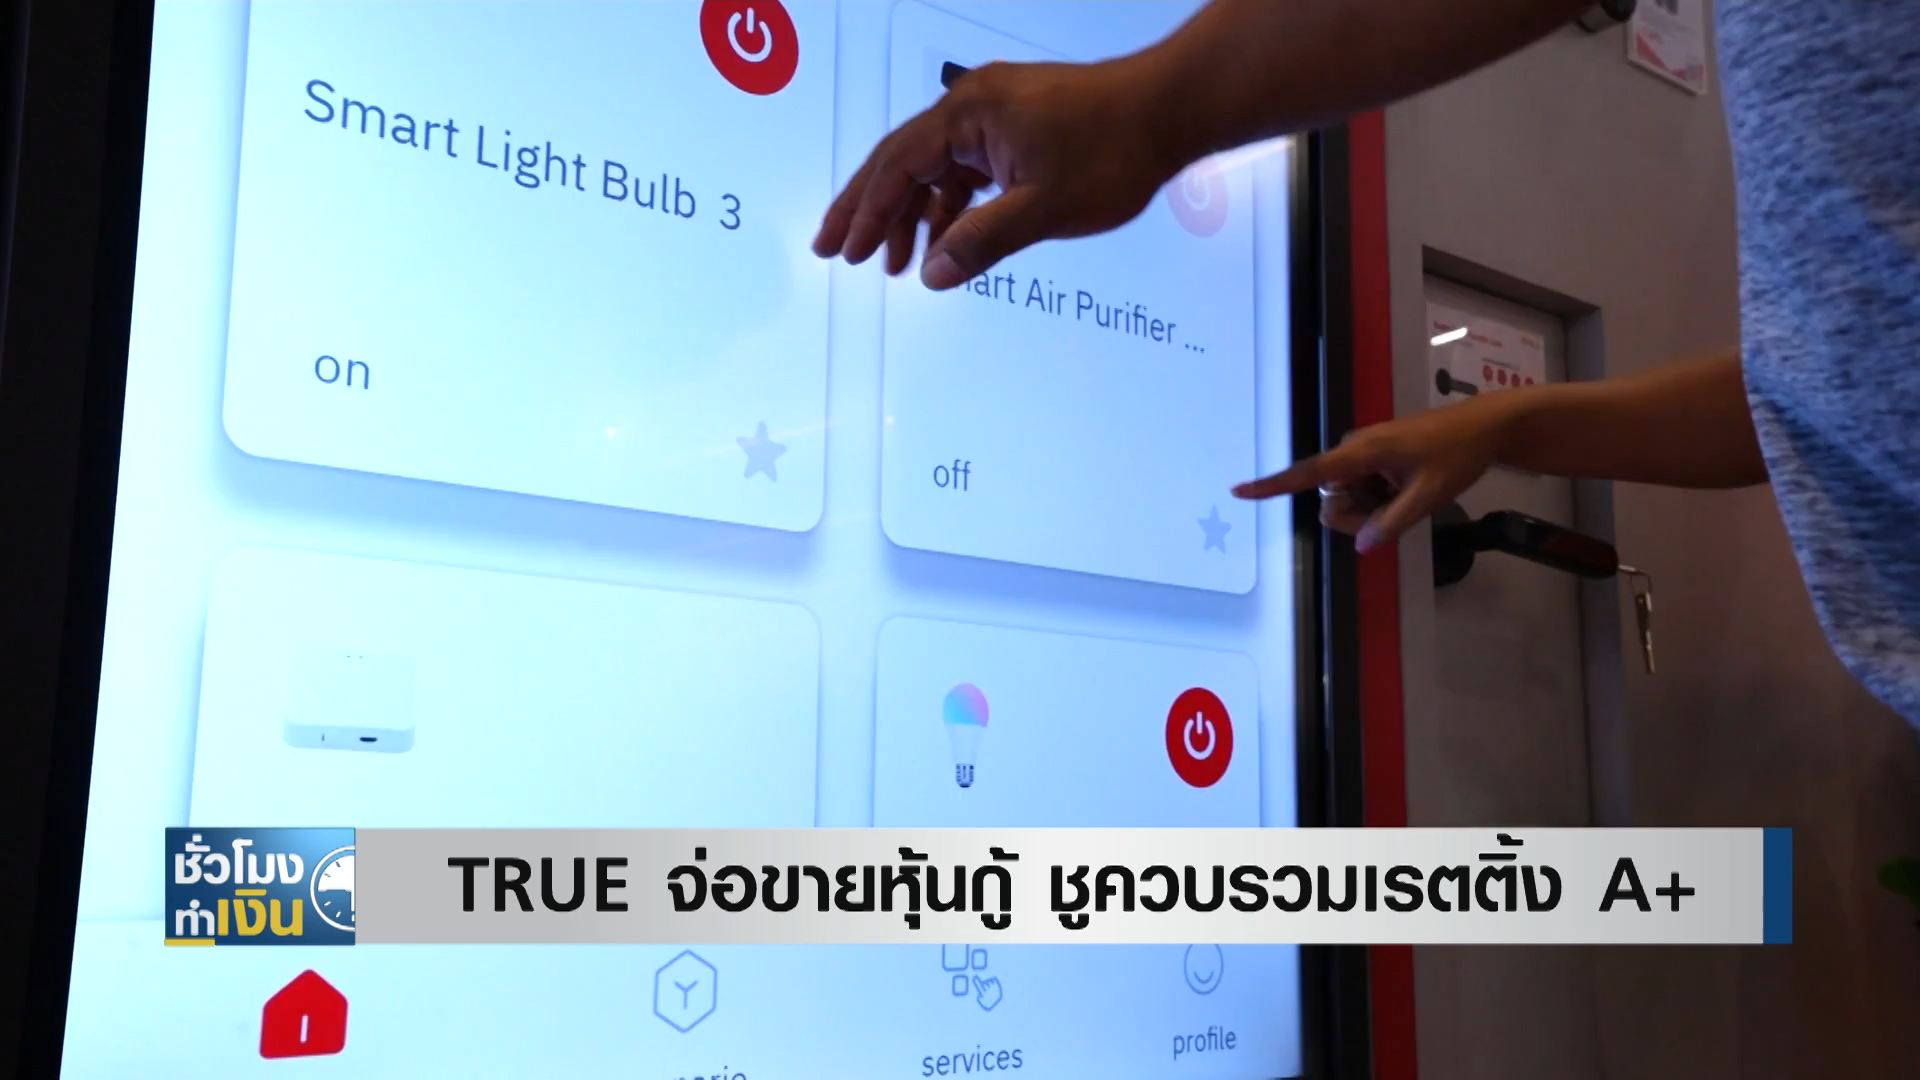 Smart Light Bulb 3
on
Air Purifier ...
off
ชั่วโมง
ทำเงิน
TRUE จ่อขายหุ้นกู้ ชูควบรวมเรตติ้ง A+
services
profile